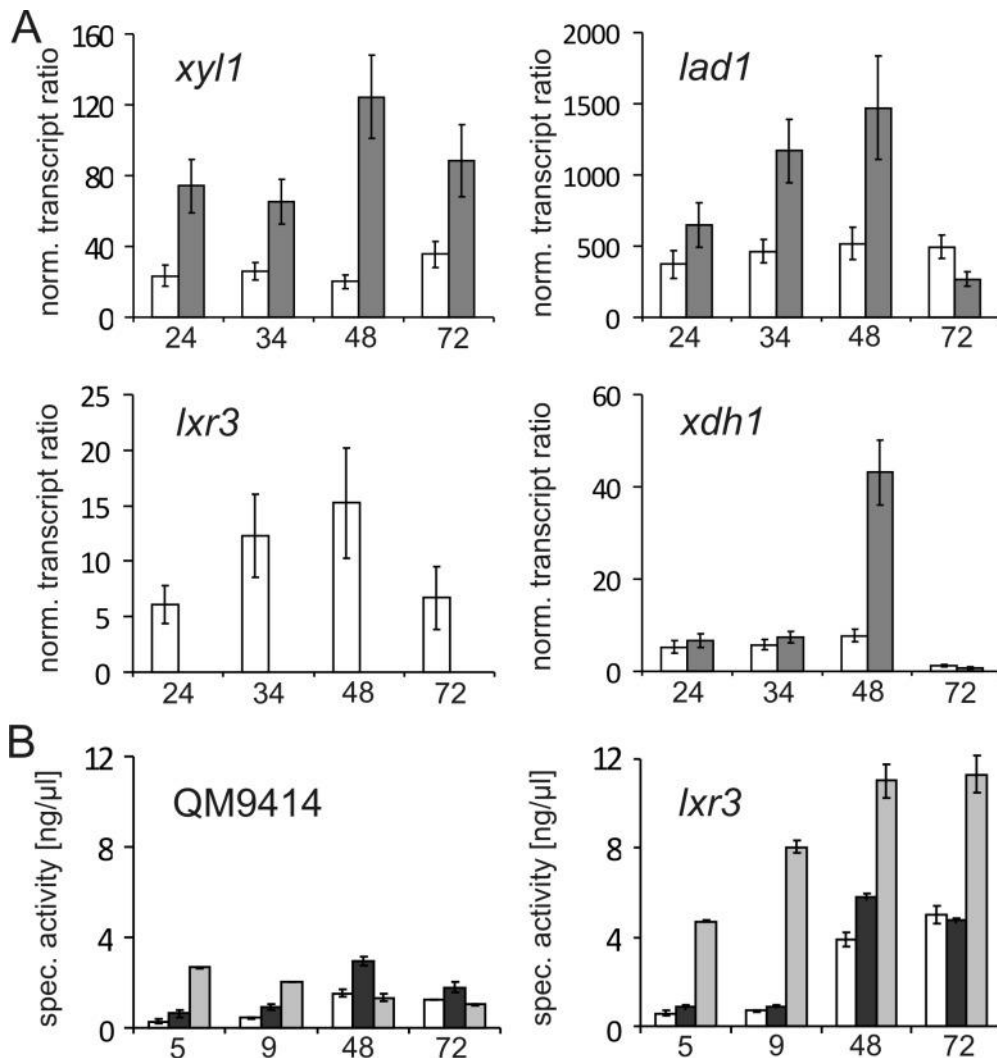 A
xyl1
norm. transcript ratio
160
120
80
40
0
24 34 48 72
lad1
norm. transcript ratio
2000
1500
1000
500
0
24 34 48 72
lxr3
norm. transcript ratio
25
20
15
10
5
0
24 34 48 72
xdh1
norm. transcript ratio
60
40
20
0
24 34 48 72
B
QM9414
spec. activity [ng/µl]
12
8
4
0
5 9 48 72
lxr3
spec. activity [ng/µl]
12
8
4
0
5 9 48 72